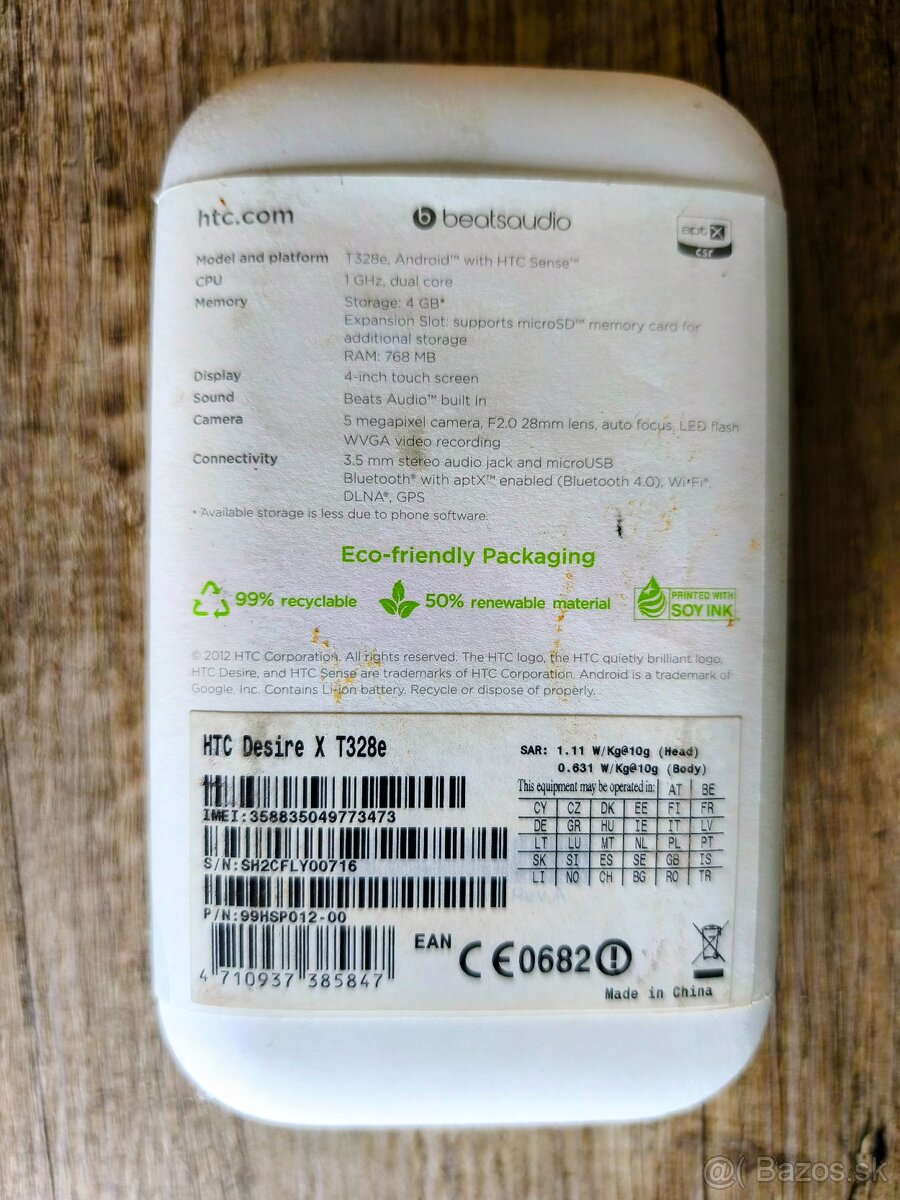 htc.com
beatsaudio
aptX
CSR
Model and platform T328e, Android™ with HTC Sense™
CPU 1 GHz, dual core
Memory Storage: 4 GB*
Expansion Slot: supports microSD™ memory card for
additional storage
RAM: 768 MB
Display 4-inch touch screen
Sound Beats Audio™ built in
Camera 5 megapixel camera, F2.0 28mm lens, auto focus, LED flash
WVGA video recording
Connectivity 3.5 mm stereo audio jack and microUSB
Bluetooth® with aptX™ enabled (Bluetooth 4.0), Wi-Fi®,
DLNA®, GPS
* Available storage is less due to phone software.
Eco-friendly Packaging
99% recyclable
50% renewable material
PRINTED WITH
SOY INK
© 2012 HTC Corporation. All rights reserved. The HTC logo, the HTC quietly brilliant logo,
HTC Desire, and HTC Sense are trademarks of HTC Corporation. Android is a trademark of
Google, Inc. Contains Li-ion battery. Recycle or dispose of properly.
HTC Desire X T328e
IMEI:358835049773473
S/N:SH2CFLY00716
P/N:99HSP012-00
4 710937 385847
EAN
SAR: 1.11 W/Kg@10g (Head)
0.631 W/Kg@10g (Body)
This equipment may be operated in: AT BE
CY CZ DK EE FI FR
DE GR HU IE IT LV
LT LU MT NL PL PT
SK SI ES SE GB IS
LI NO CH BG RO TR
CE0682
Made in China
@( Bazos.sk